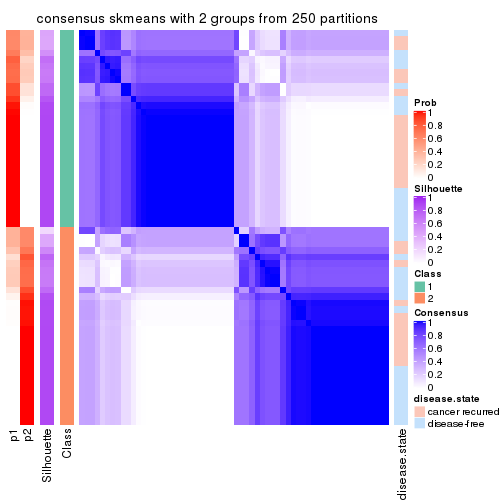 consensus skmeans with 2 groups from 250 partitions
Prob
1
0.8
0.6
0.4
0.2
0
Silhouette
1
0.8
0.6
0.4
0.2
0
Class
1
2
Consensus
1
0.8
0.6
0.4
0.2
0
disease.state
cancer recurred
disease-free
p1
p2
Silhouette
Class
disease.state